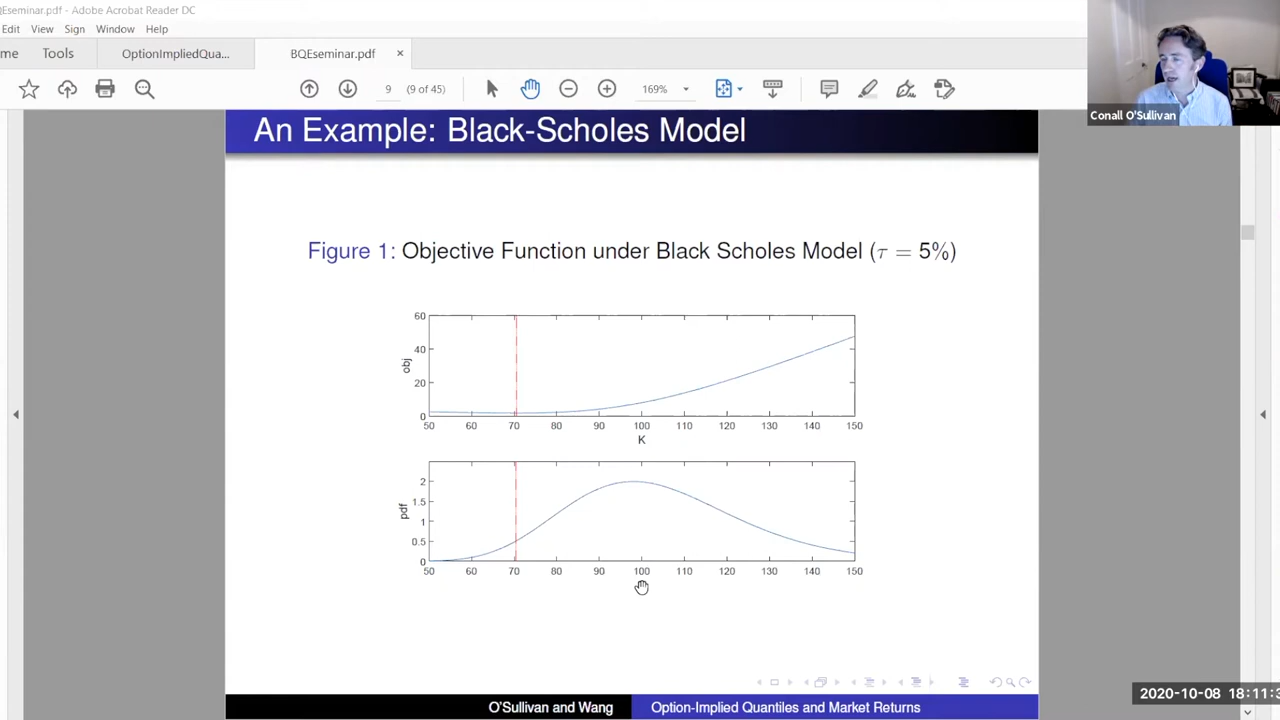 Eseminar.pdf - Adobe Acrobat Reader DC
Edit View Sign Window Help
me Tools OptionImpliedQua... BQEseminar.pdf ×
9 (9 of 45) 169%
Conall O'Sullivan
An Example: Black-Scholes Model
Figure 1: Objective Function under Black Scholes Model (τ = 5%)
60
40
20
0
obj
50 60 70 80 90 100 110 120 130 140 150
K
2
1.5
1
0.5
0
pdf
50 60 70 80 90 100 110 120 130 140 150
O'Sullivan and Wang Option-Implied Quantiles and Market Returns
2020-10-08 18:11:3